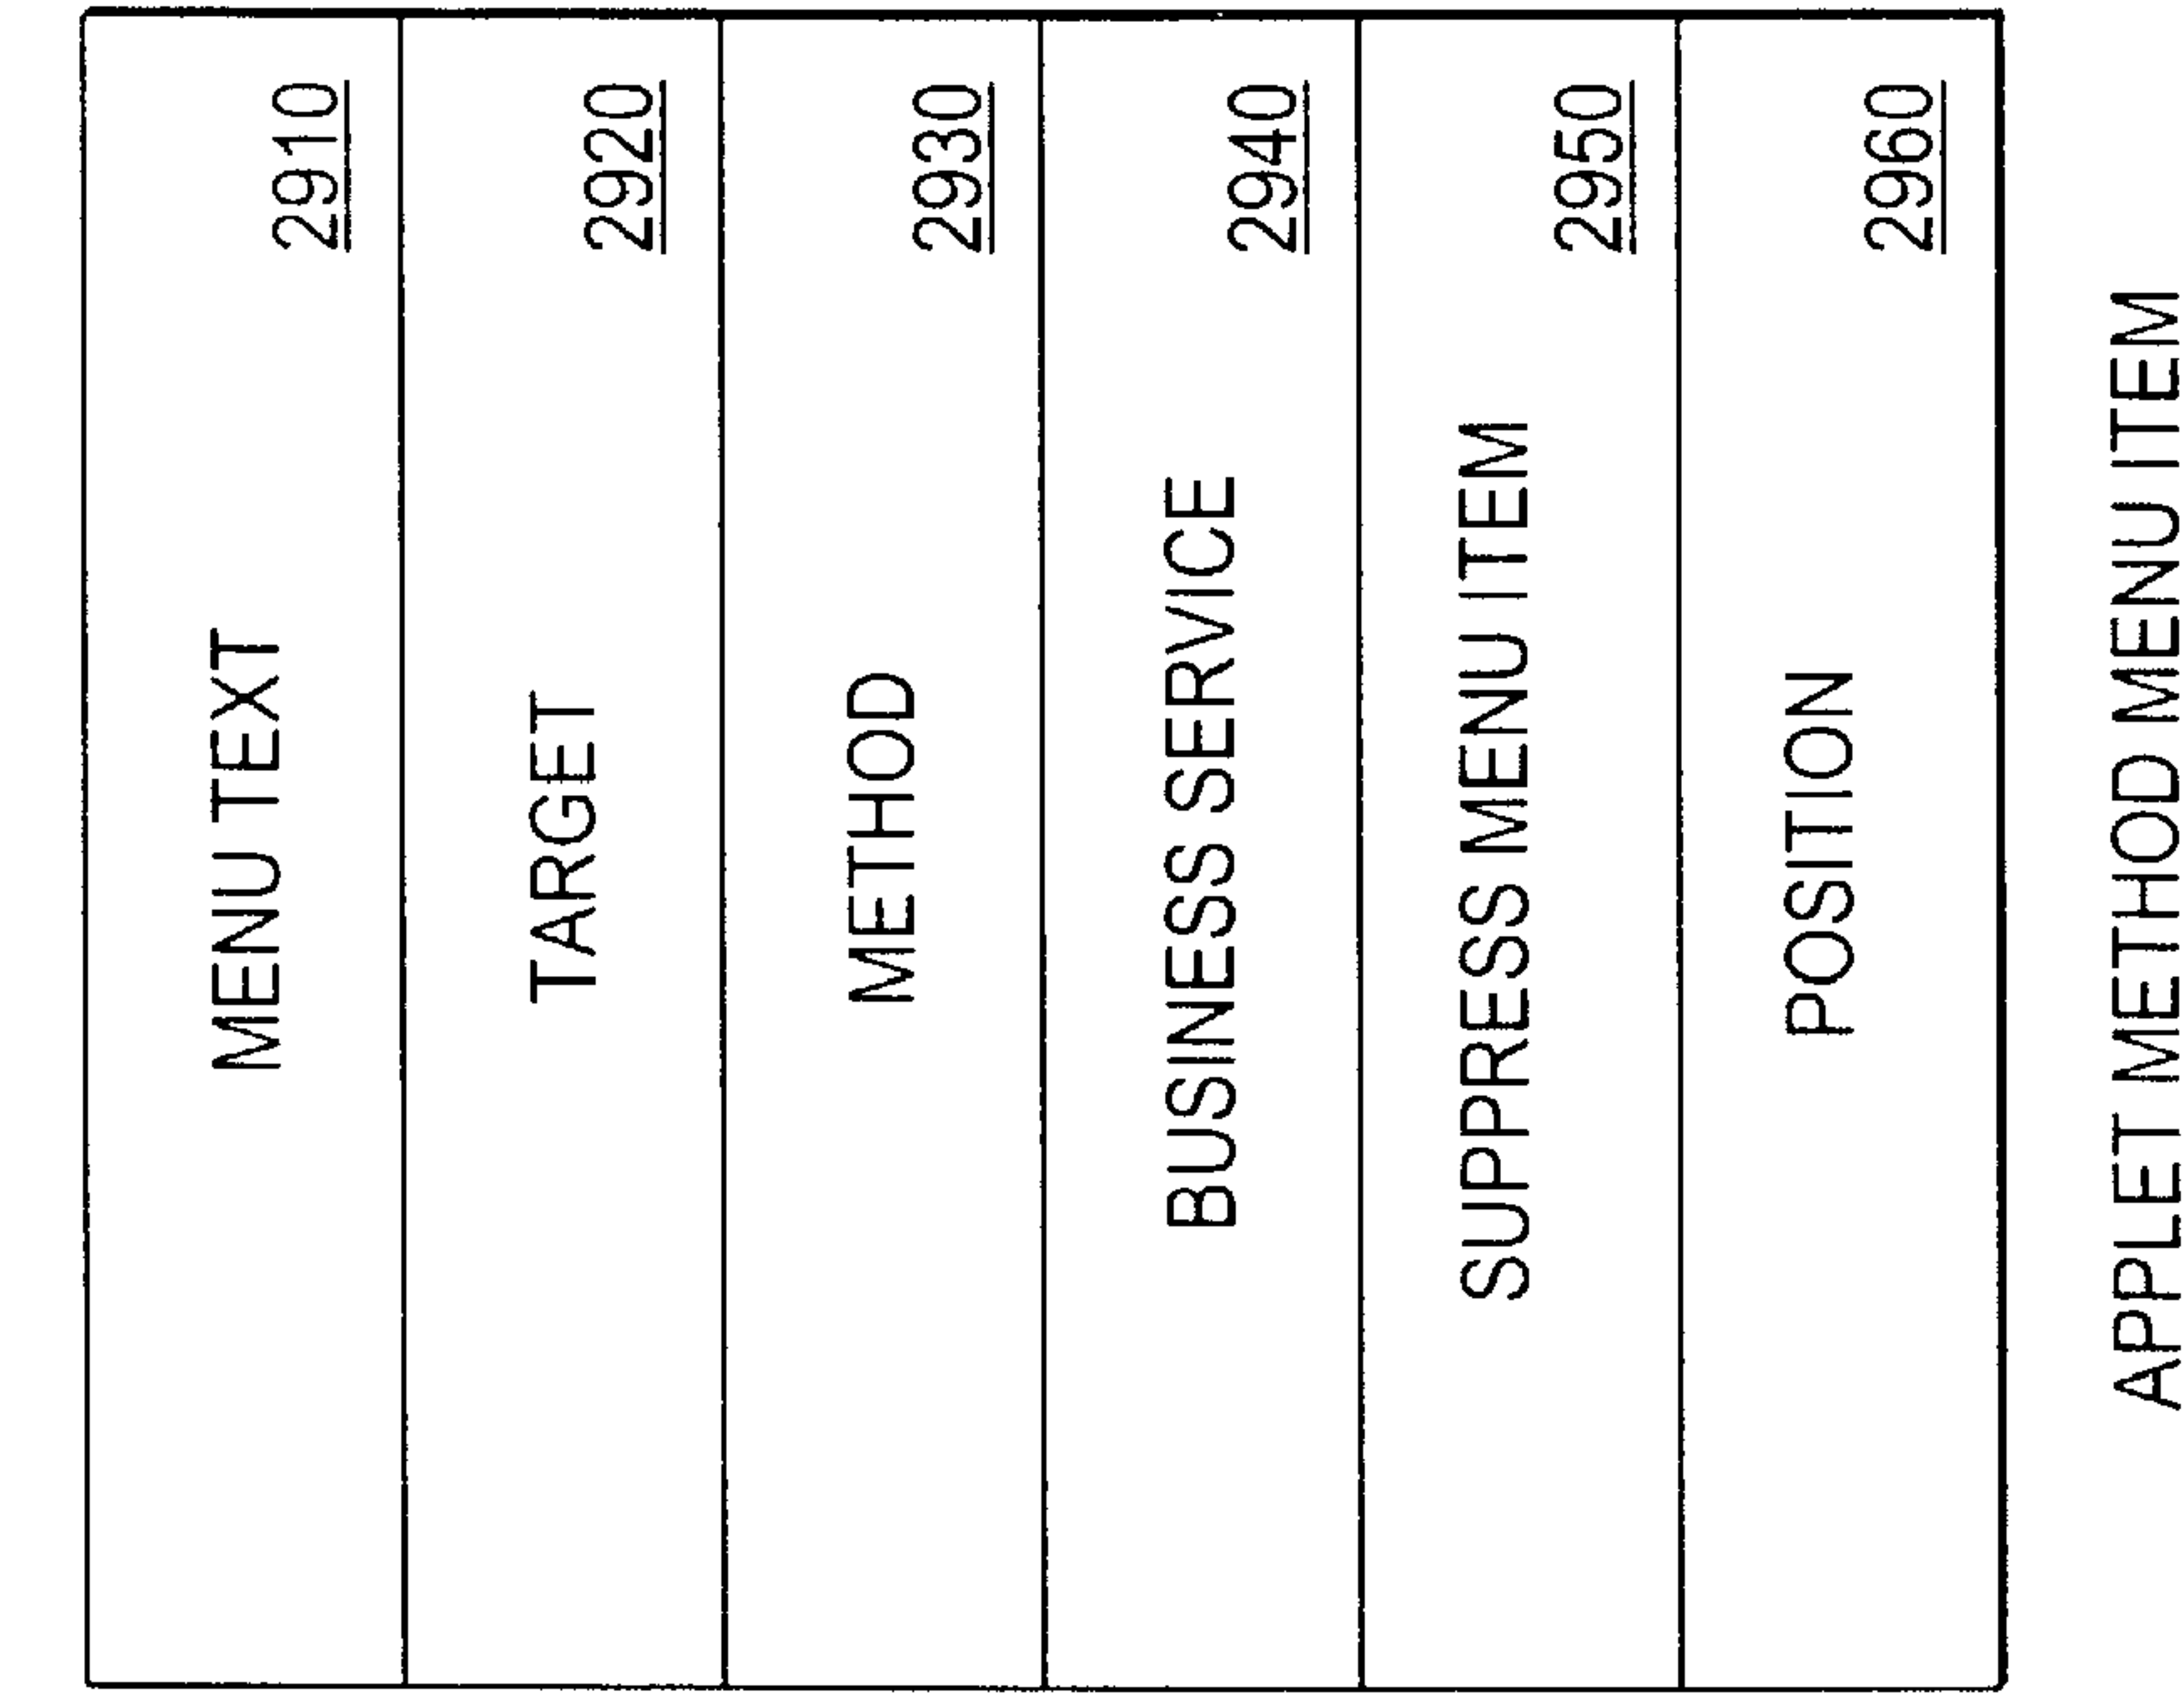 MENU TEXT
2910
TARGET
2920
METHOD
2930
BUSINESS SERVICE
2940
SUPPRESS MENU ITEM
2950
POSITION
2960
APPLET METHOD MENU ITEM